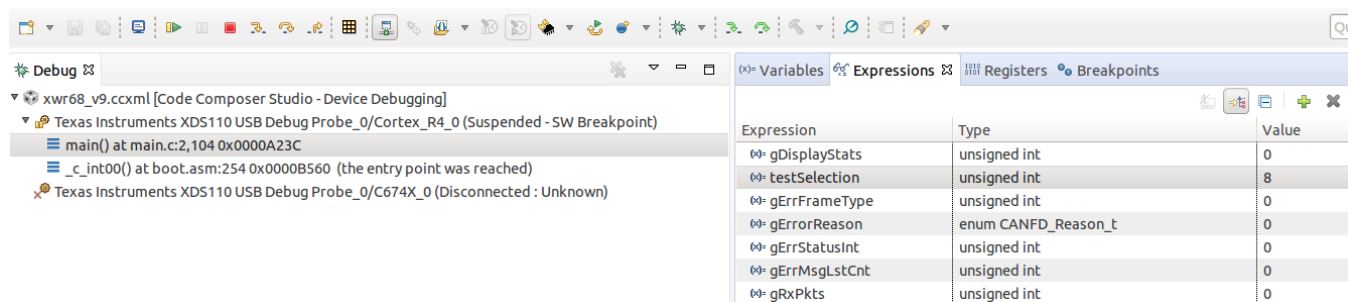 Qu
Debug
(x)= Variables Expressions Registers Breakpoints
xwr68_v9.ccxml [Code Composer Studio - Device Debugging]
Texas Instruments XDS110 USB Debug Probe_0/Cortex_R4_0 (Suspended - SW Breakpoint)
main() at main.c:2,104 0x0000A23C
_c_int00() at boot.asm:254 0x0000B560 (the entry point was reached)
Texas Instruments XDS110 USB Debug Probe_0/C674X_0 (Disconnected : Unknown)
Expression Type Value
(x)= gDisplayStats unsigned int 0
(x)= testSelection unsigned int 8
(x)= gErrFrameType unsigned int 0
(x)= gErrorReason enum CANFD_Reason_t 0
(x)= gErrStatusInt unsigned int 0
(x)= gErrMsgLstCnt unsigned int 0
(x)= gRxPkts unsigned int 0